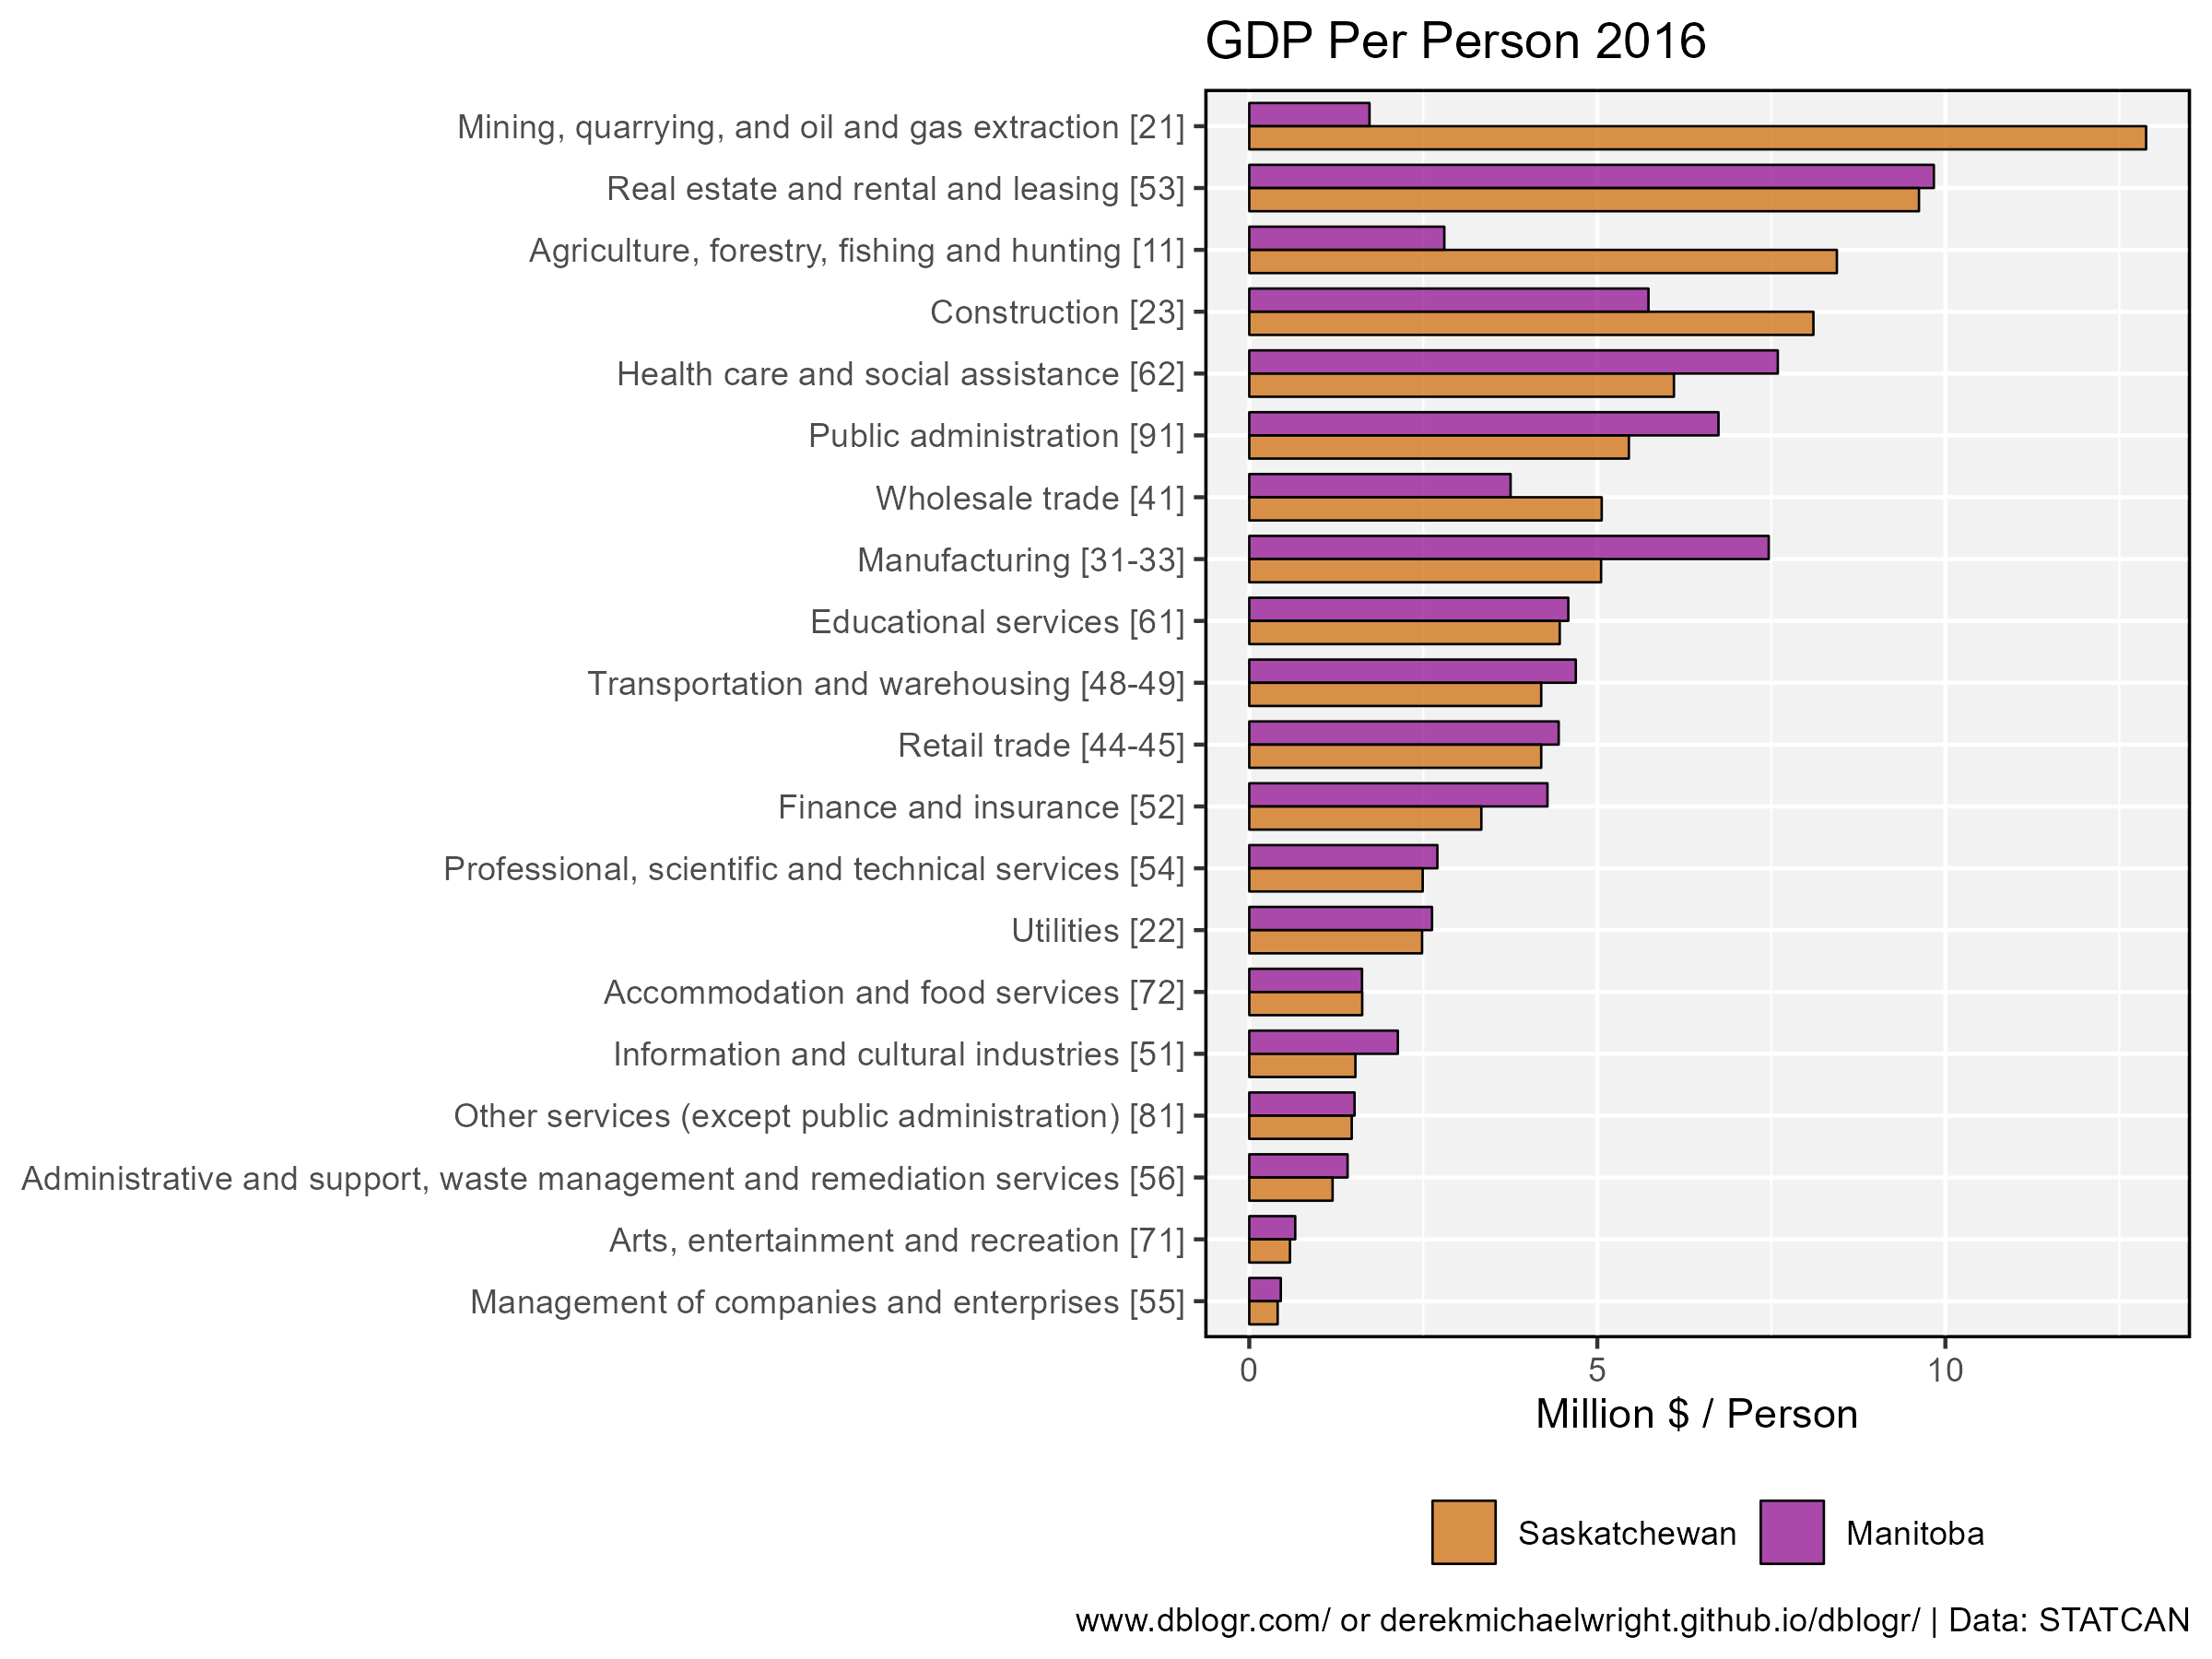 GDP Per Person 2016
Mining, quarrying, and oil and gas extraction [21]
Real estate and rental and leasing [53]
Agriculture, forestry, fishing and hunting [11]
Construction [23]
Health care and social assistance [62]
Public administration [91]
Wholesale trade [41]
Manufacturing [31-33]
Educational services [61]
Transportation and warehousing [48-49]
Retail trade [44-45]
Finance and insurance [52]
Professional, scientific and technical services [54]
Utilities [22]
Accommodation and food services [72]
Information and cultural industries [51]
Other services (except public administration) [81]
Administrative and support, waste management and remediation services [56]
Arts, entertainment and recreation [71]
Management of companies and enterprises [55]
0 5 10
Million $ / Person
Saskatchewan Manitoba
www.dblogr.com/ or derekmichaelwright.github.io/dblogr/ | Data: STATCAN